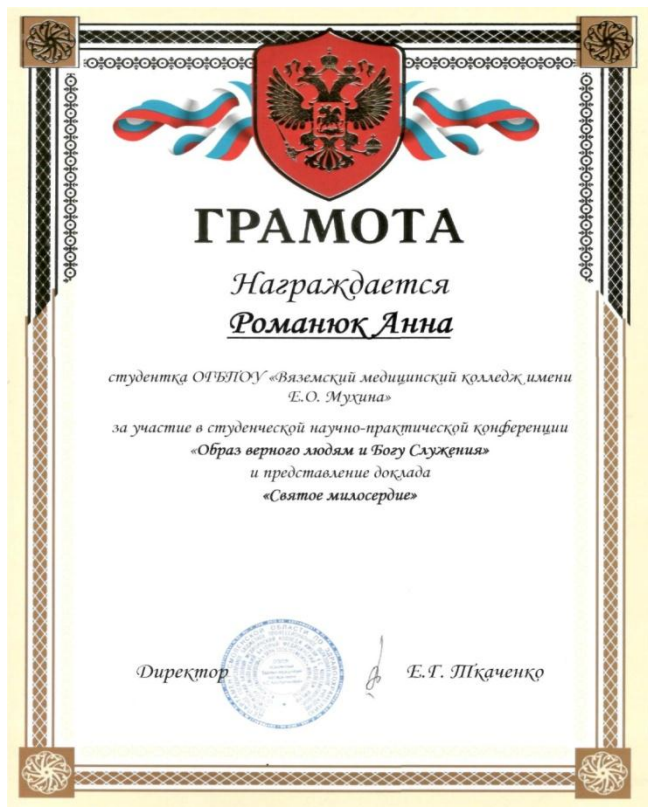 ГРАМОТА
Награждается
Романюк Анна
студентка ОГБПОУ «Вяземский медицинский колледж имени
Е.О. Мухина»
за участие в студенческой научно-практической конференции
«Образ верного людям и Богу Служения»
и представление доклада
«Святое милосердие»
Директор Е.Г. Ткаченко